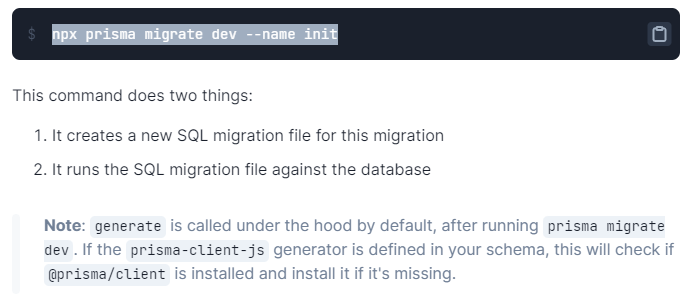 $ npx prisma migrate dev --name init
This command does two things:
1. It creates a new SQL migration file for this migration
2. It runs the SQL migration file against the database
Note: generate is called under the hood by default, after running prisma migrate
dev. If the prisma-client-js generator is defined in your schema, this will check if
@prisma/client is installed and install it if it's missing.